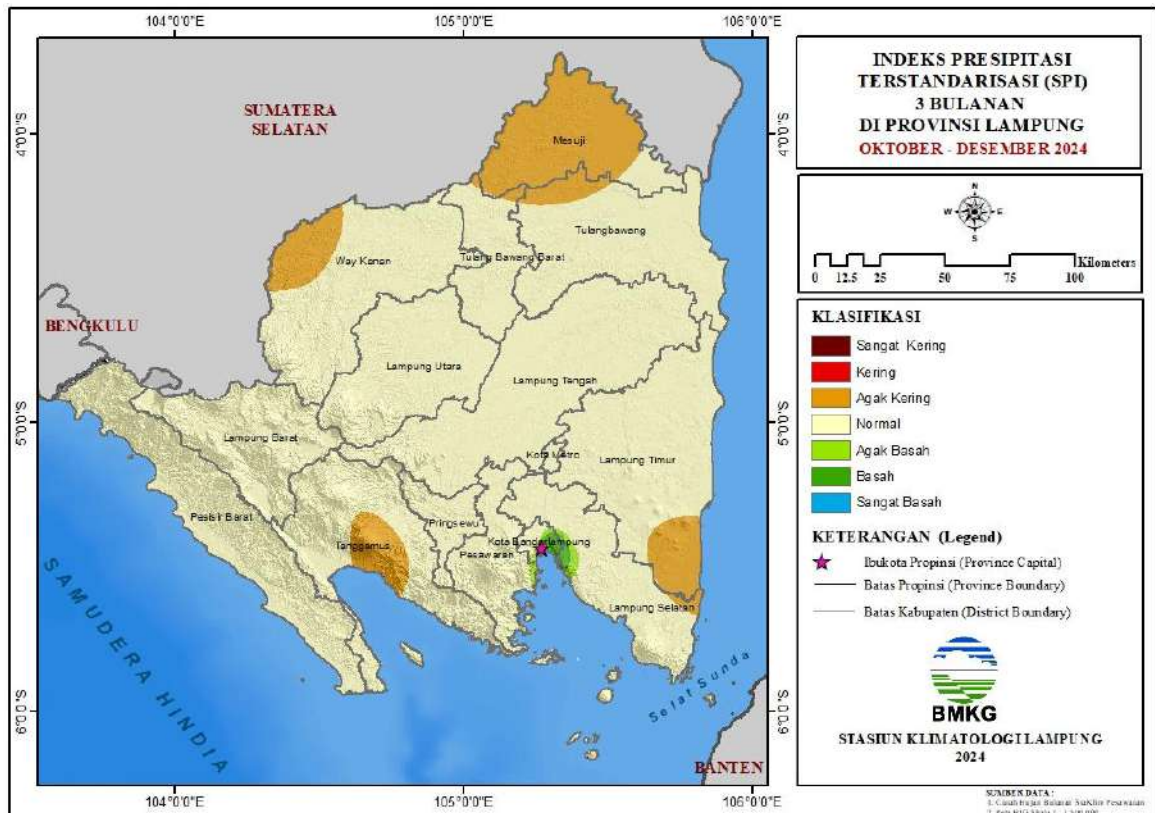 104°0'0"E 105°0'0"E 106°0'0"E
4°0'0"S
5°0'0"S
6°0'0"S
SUMATERA
SELATAN
Mesuji
Tulangbawang
Way Kanan
Tulang Bawang Barat
BENGKULU
Lampung Utara
Lampung Tengah
Lampung Barat
Kota Metro
Lampung Timur
Pesisir Barat
Pringsewu
Tanggamus
Kota Bandarlampung
Pesawaran
Lampung Selatan
SAMUDERA HINDIA
Selat Sunda
BANTEN
4°0'0"S
5°0'0"S
6°0'0"S
104°0'0"E 105°0'0"E 106°0'0"E
INDEKS PRESIPITASI
TERSTANDARISASI (SPI)
3 BULANAN
DI PROVINSI LAMPUNG
OKTOBER - DESEMBER 2024
N
W E
S
Kilometers
0 12.5 25 50 75 100
KLASIFIKASI
Sangat Kering
Kering
Agak Kering
Normal
Agak Basah
Basah
Sangat Basah
KETERANGAN (Legend)
Ibukota Propinsi (Province Capital)
Batas Propinsi (Province Boundary)
Batas Kabupaten (District Boundary)
BMKG
STASIUN KLIMATOLOGI LAMPUNG
2024
SUMBER DATA :
1. Curah Hujan Bulanan Staklim Pesawaran